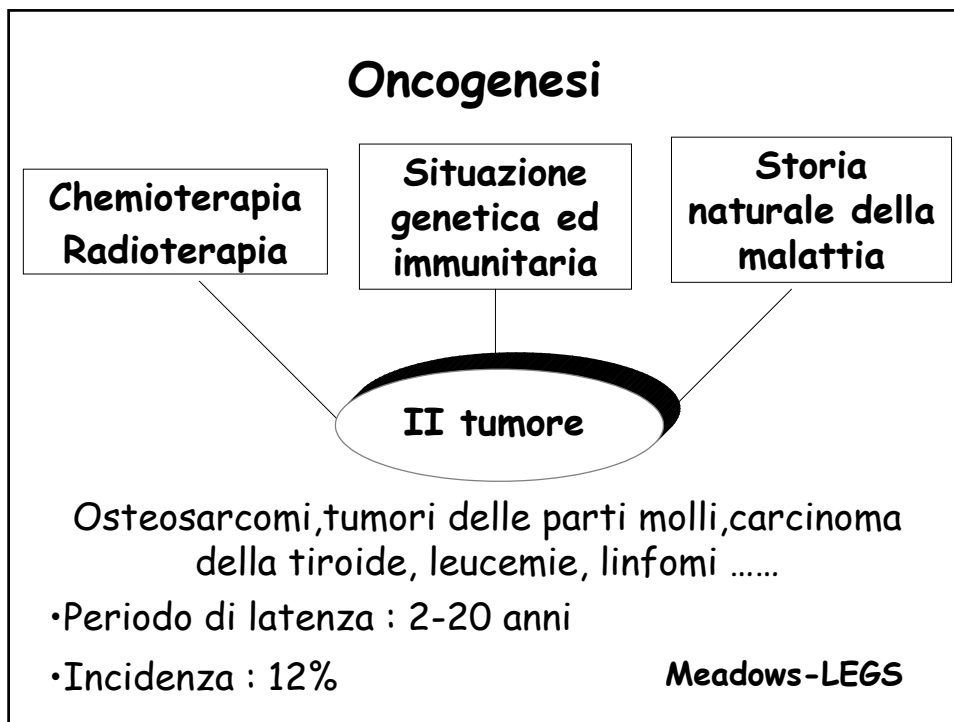 Oncogenesi
Chemioterapia
Radioterapia
Situazione
genetica ed
immunitaria
Storia
naturale della
malattia
II tumore
Osteosarcomi,tumori delle parti molli,carcinoma
della tiroide, leucemie, linfomi ......
•Periodo di latenza : 2-20 anni
•Incidenza : 12%
Meadows-LEGS